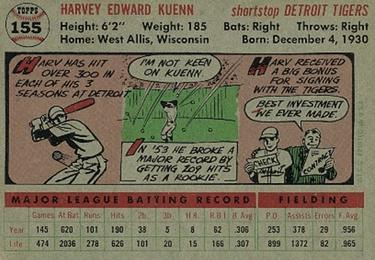 TOPPS
155
HARVEY EDWARD KUENN
shortstop DETROIT TIGERS
Height: 6'2" Weight: 185 Bats: Right Throws: Right
Home: West Allis, Wisconsin Born: December 4, 1930
HARV HAS HIT
OVER 300 IN
EACH OF HIS 3
SEASONS AT DETROIT
I'M NOT KEEN ON
KUENN!
IN '53 HE BROKE A
MAJOR RECORD BY
GETTING 209 HITS
AS A ROOKIE.
HARV RECEIVED
A BIG BONUS
FOR SIGNING
WITH THE TIGERS.
BEST INVESTMENT
WE EVER MADE.
CHECK
CONTRACT
MAJOR LEAGUE BATTING RECORD FIELDING
Games At Bat Runs Hits 2b 3b H.R. R.B.I. B.Avg. P.O. Assists Errors F. Avg.
Year 145 620 101 190 38 5 8 62 .306 253 378 29 .956
Life 474 2036 278 626 101 20 15 166 .307 899 1372 82 .965